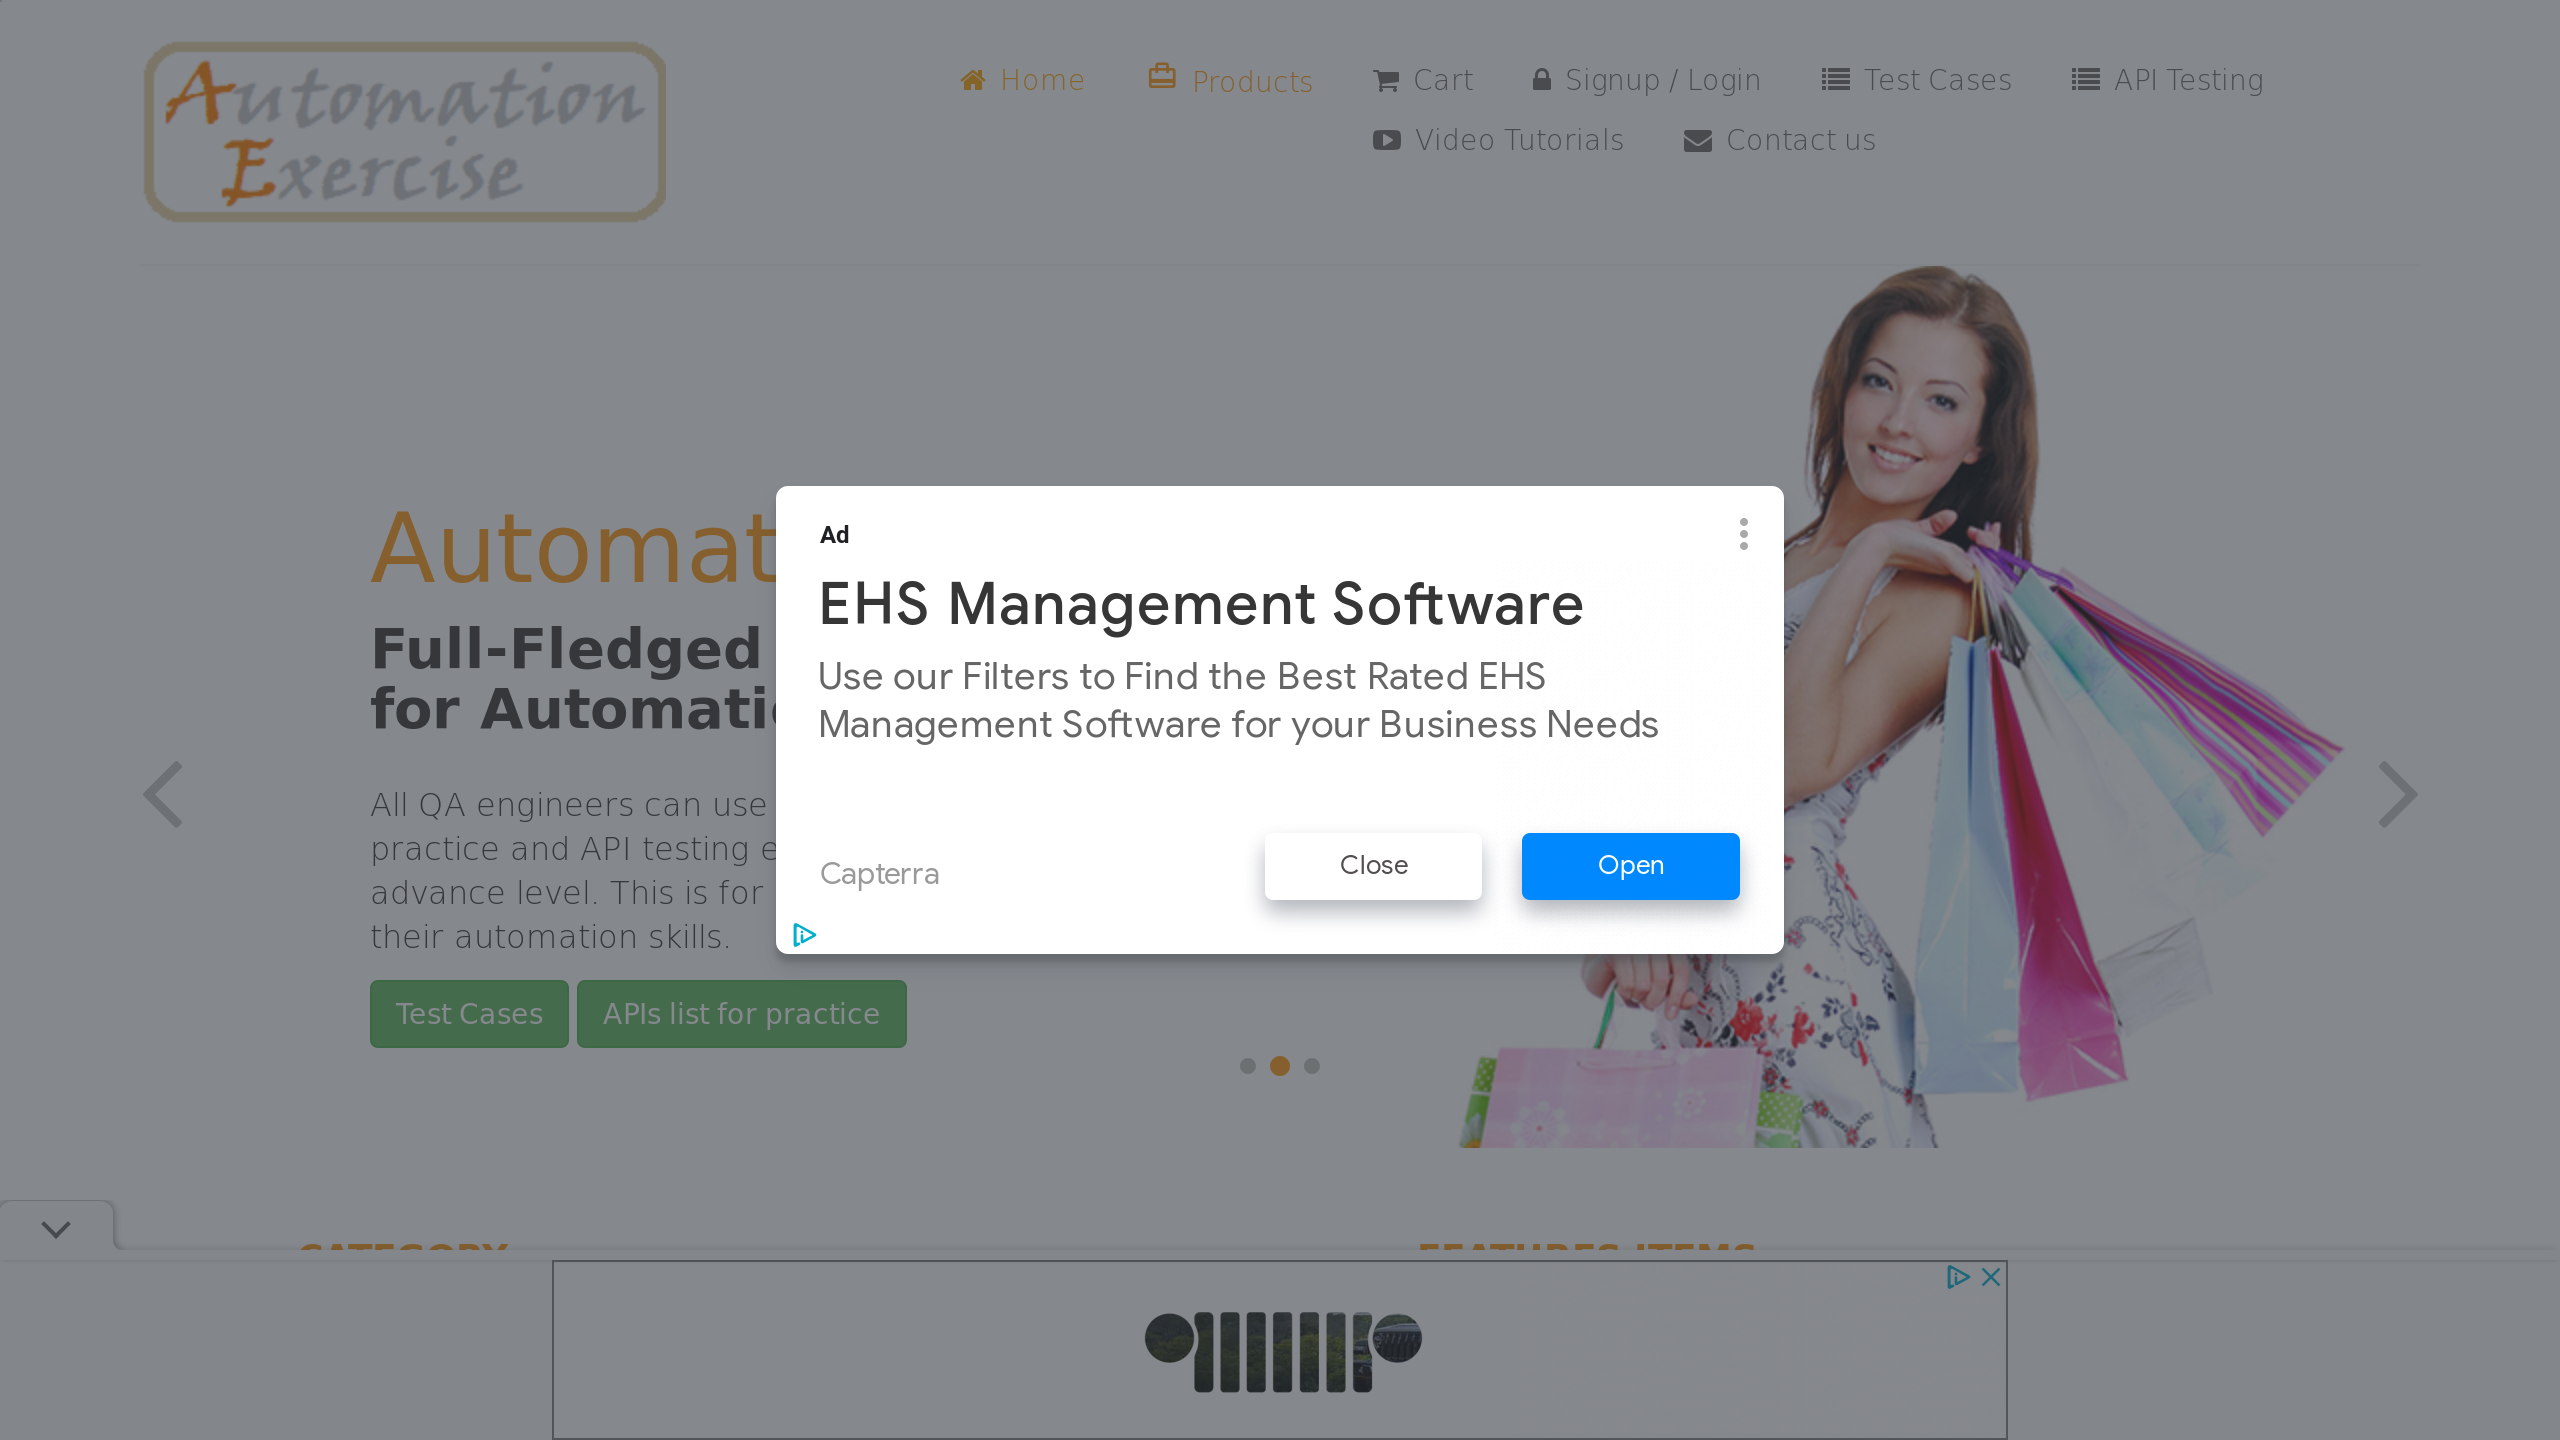 Automation
Exercise
Home
Products
Cart
Signup / Login
Test Cases
API Testing
Video Tutorials
Contact us
Automat
Full-Fledged
for Automati
All QA engineers can use
practice and API testing e
advance level. This is for
their automation skills.
Test Cases
APIs list for practice
Ad
EHS Management Software
Use our Filters to Find the Best Rated EHS
Management Software for your Business Needs
Capterra
Close
Open
CATEGORY
FEATURES ITEMS